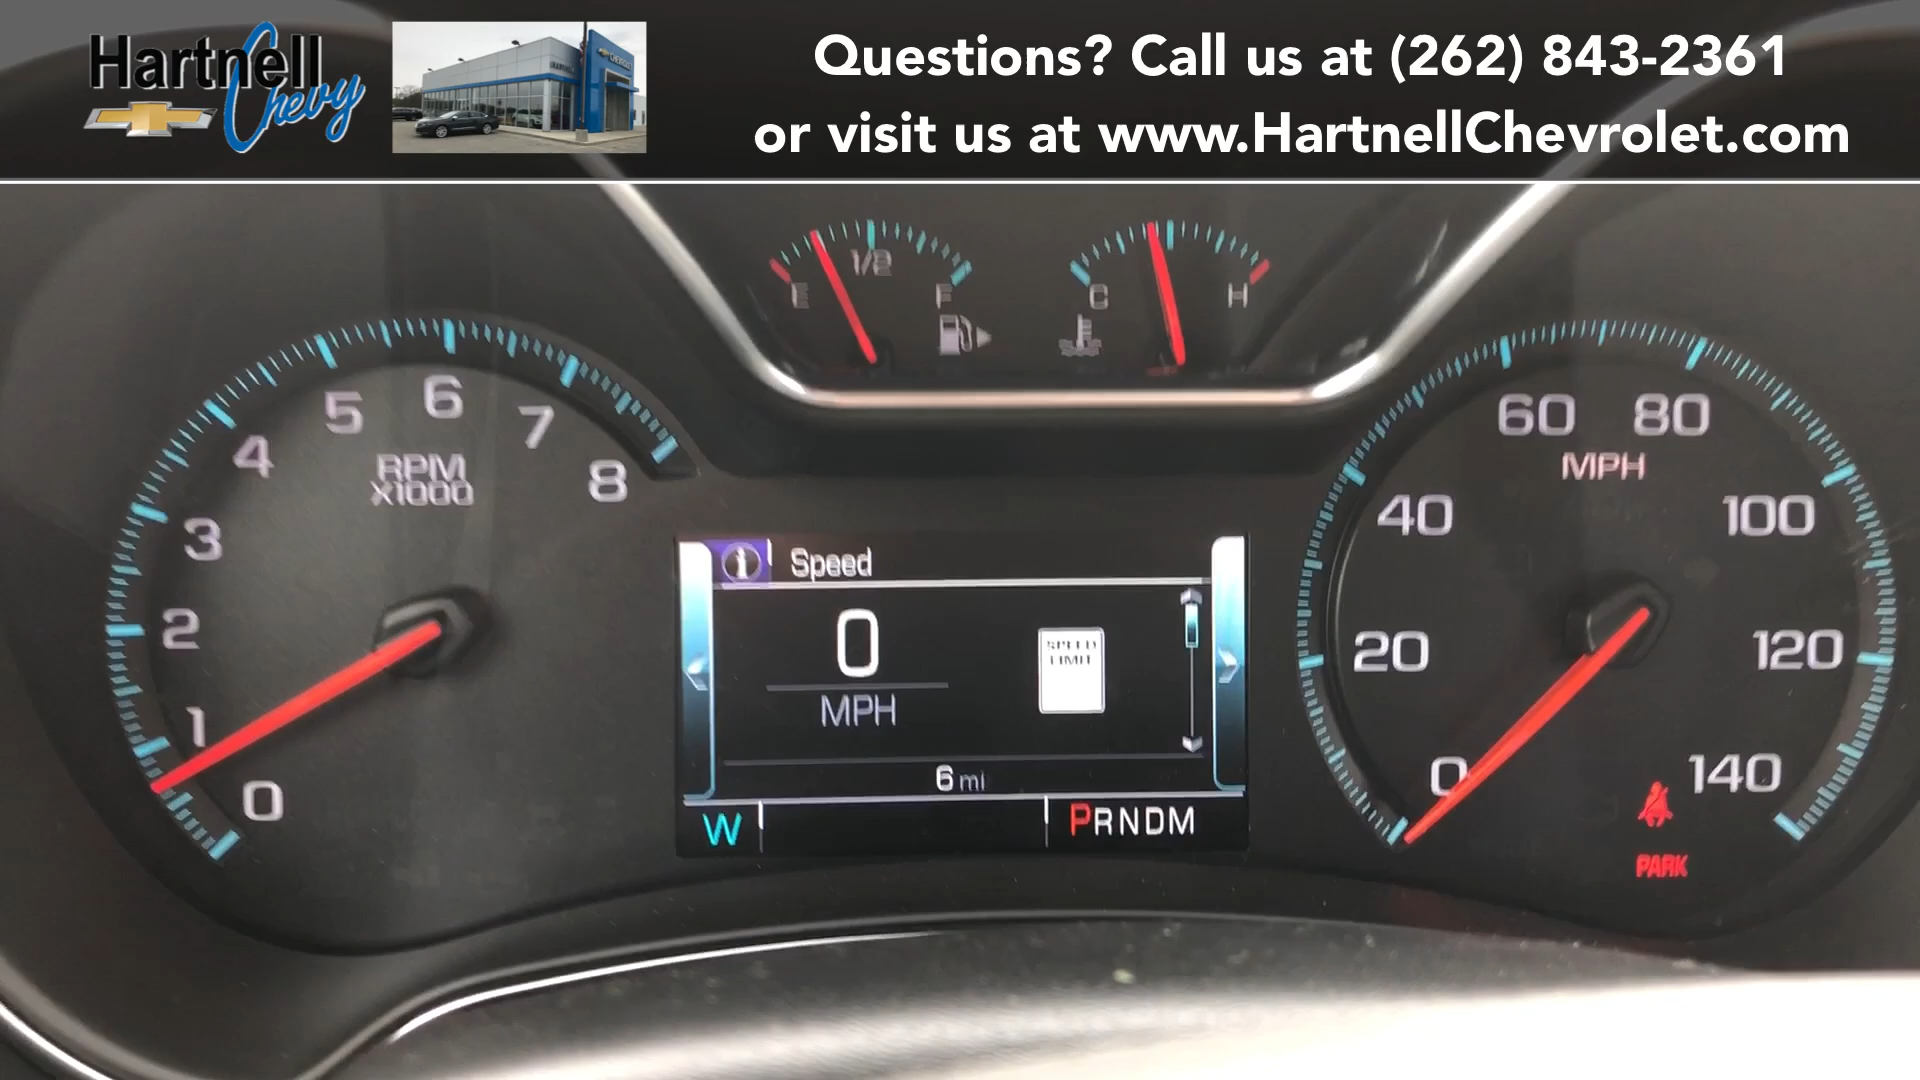 Hartnell
Chevy
Questions? Call us at (262) 843-2361
or visit us at www.HartnellChevrolet.com
E 1/2 F
C H
0 1 2 3 4 5 6 7 8
RPM
X1000
Speed
0
MPH
SPEED
LIMIT
6 mi
W PRNDM
0 20 40 60 80 100 120 140
MPH
PARK